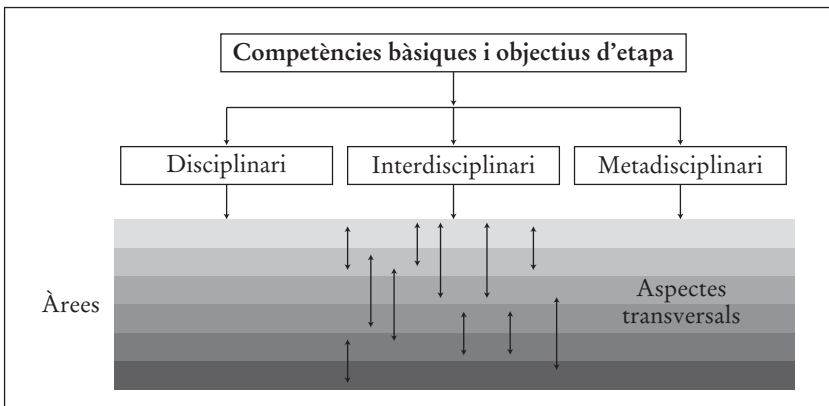 Competències bàsiques i objectius d’etapa
Disciplinari
Interdisciplinari
Metadisciplinari
Àrees
Aspectes
transversals